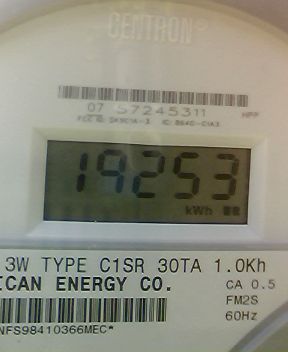 CENTRON®
07 57245311 HPP
19253
kWh
3W TYPE C1SR 30TA 1.0Kh
ICAN ENERGY CO. CA 0.5
FM2S
NFS98410366MEC* 60Hz